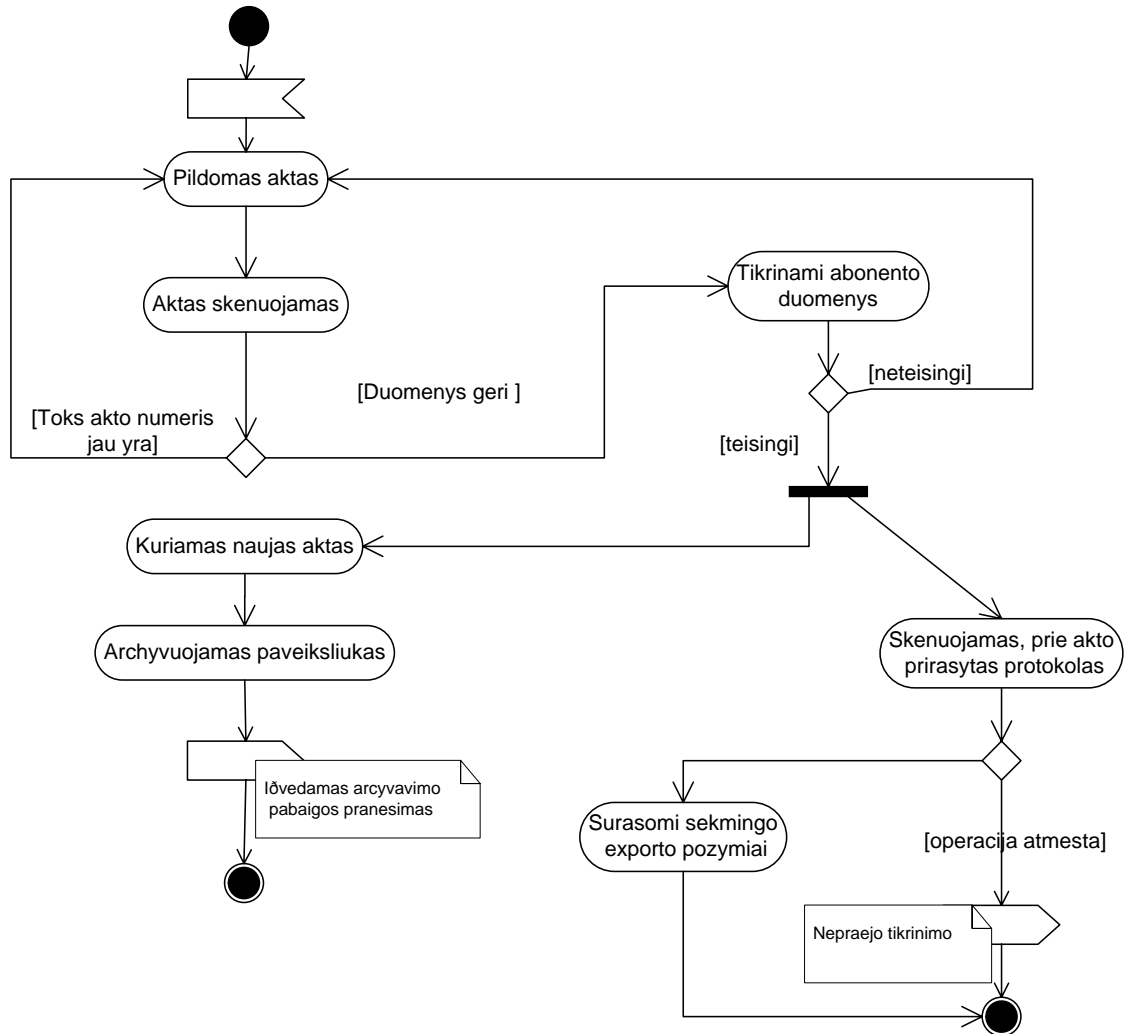 Pildomas aktas
Aktas skenuojamas
Tikrinami abonento
duomenys
[neteisingi]
[Duomenys geri ]
[Toks akto numeris
jau yra]
[teisingi]
Kuriamas naujas aktas
Archyvuojamas paveiksliukas
Skenuojamas, prie akto
prirasytas protokolas
Iðvedamas arcyvavimo
pabaigos pranesimas
Surasomi sekmingo
exporto pozymiai
[operacija atmesta]
Nepraejo tikrinimo